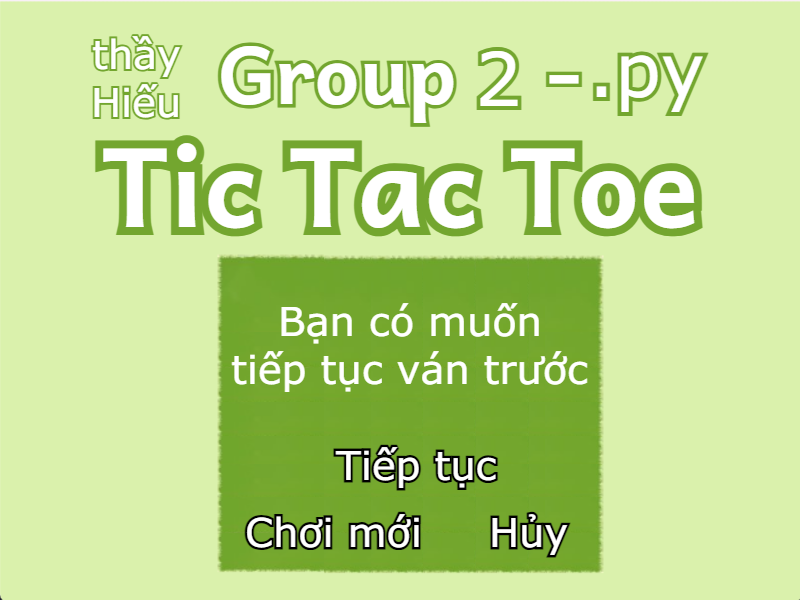 thầy
Hiếu
Group 2 -.py
Tic Tac Toe
Bạn có muốn
tiếp tục ván trước
Tiếp tục
Chơi mới Hủy